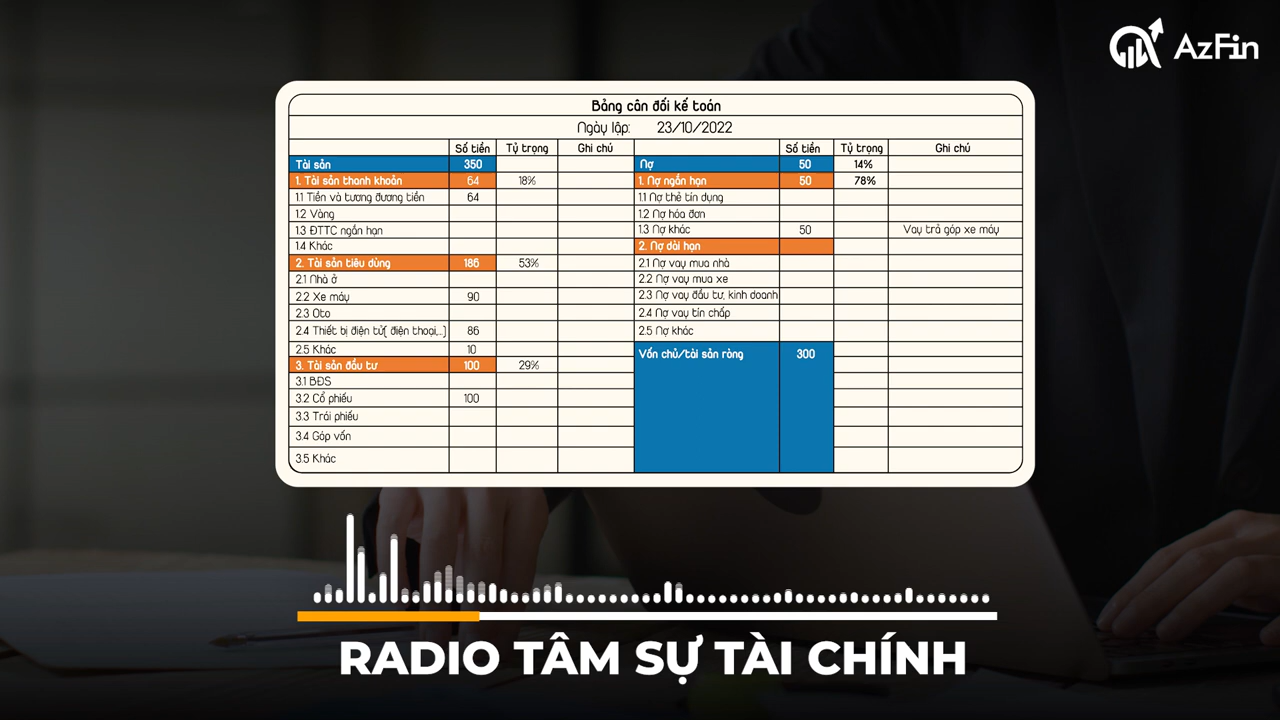 AzFin
Bảng cân đối kế toán
Ngày lập: 23/10/2022
Số tiền Tỷ trọng Ghi chú Số tiền Tỷ trọng Ghi chú
Tài sản 350 Nợ 50 14%
1. Tài sản thanh khoản 64 18% 1. Nợ ngắn hạn 50 78%
1.1 Tiền và tương đương tiền 64 1.1 Nợ thẻ tín dụng
1.2 Vàng 1.2 Nợ hóa đơn
1.3 ĐTTC ngắn hạn 1.3 Nợ khác 50 Vay trả góp xe máy
1.4 Khác 2. Nợ dài hạn
2. Tài sản tiêu dùng 186 53% 2.1 Nợ vay mua nhà
2.1 Nhà ở 2.2 Nợ vay mua xe
2.2 Xe máy 90 2.3 Nợ vay đầu tư, kinh doanh
2.3 Oto 2.4 Nợ vay tín chấp
2.4 Thiết bị điện tử( điện thoại,..) 86 2.5 Nợ khác
2.5 Khác 10 Vốn chủ/tài sản ròng 300
3. Tài sản đầu tư 100 29%
3.1 BĐS
3.2 Cổ phiếu 100
3.3 Trái phiếu
3.4 Góp vốn
3.5 Khác
RADIO TÂM SỰ TÀI CHÍNH